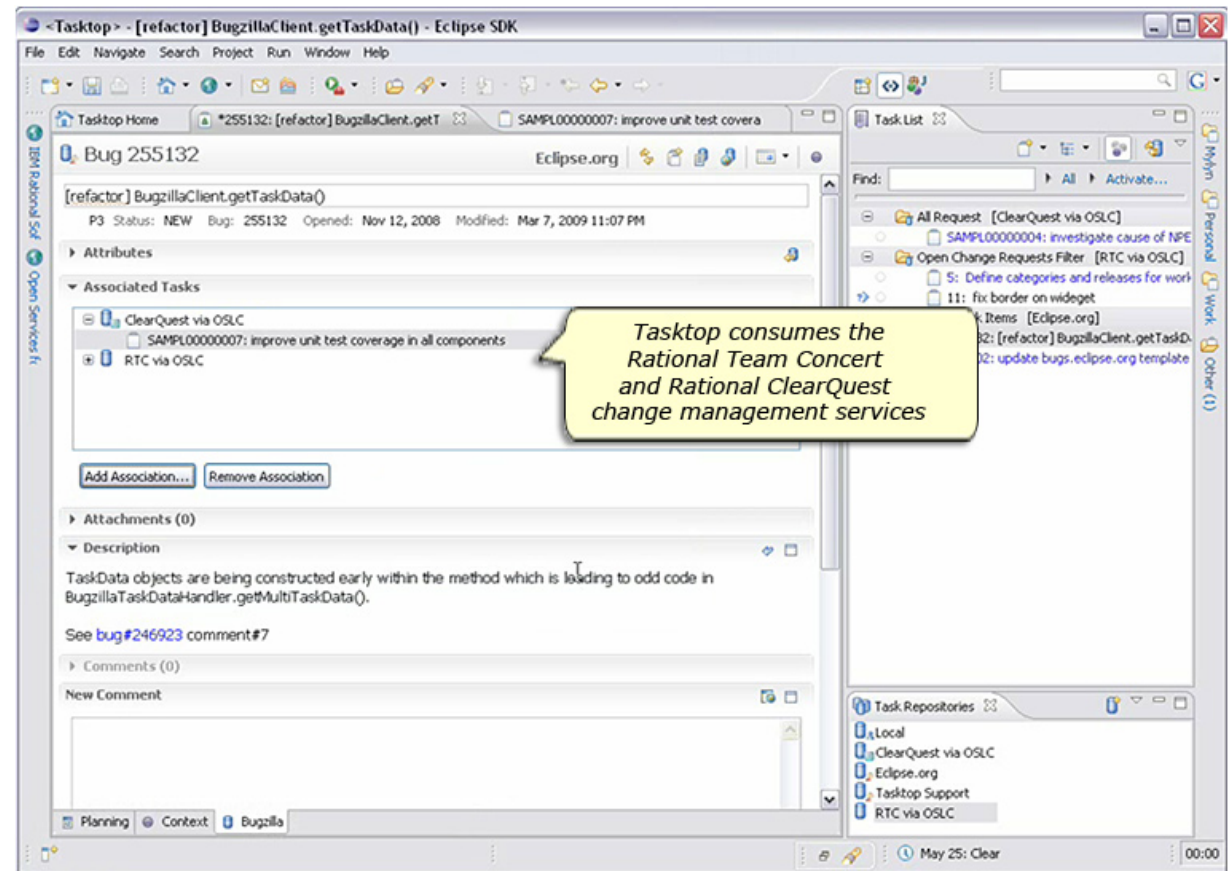 <Tasktop> - [refactor] BugzillaClient.getTaskData() - Eclipse SDK
File Edit Navigate Search Project Run Window Help
Tasktop Home
*255132: [refactor] BugzillaClient.getT
SAMPL00000007: improve unit test covera
Bug 255132
Eclipse.org
[refactor] BugzillaClient.getTaskData()
P3 Status: NEW Bug: 255132 Opened: Nov 12, 2008 Modified: Mar 7, 2009 11:07 PM
Attributes
Associated Tasks
ClearQuest via OSLC
SAMPL00000007: improve unit test coverage in all components
RTC via OSLC
Tasktop consumes the
Rational Team Concert
and Rational ClearQuest
change management services
Add Association...
Remove Association
Attachments (0)
Description
TaskData objects are being constructed early within the method which is leading to odd code in
BugzillaTaskDataHandler.getMultiTaskData().
See bug#246923 comment#7
Comments (0)
New Comment
Planning
Context
Bugzilla
IBM Rational Sof
Open Services fr
Task List
Find:
All
Activate...
All Request [ClearQuest via OSLC]
SAMPL00000004: investigate cause of NPE
Open Change Requests Filter [RTC via OSLC]
5: Define categories and releases for work
11: fix border on wideget
k Items [Eclipse.org]
32: [refactor] BugzillaClient.getTaskD
02: update bugs.eclipse.org template
Mylyn
Personal
Work
Other (1)
Task Repositories
Local
ClearQuest via OSLC
Eclipse.org
Tasktop Support
RTC via OSLC
May 25: Clear
00:00